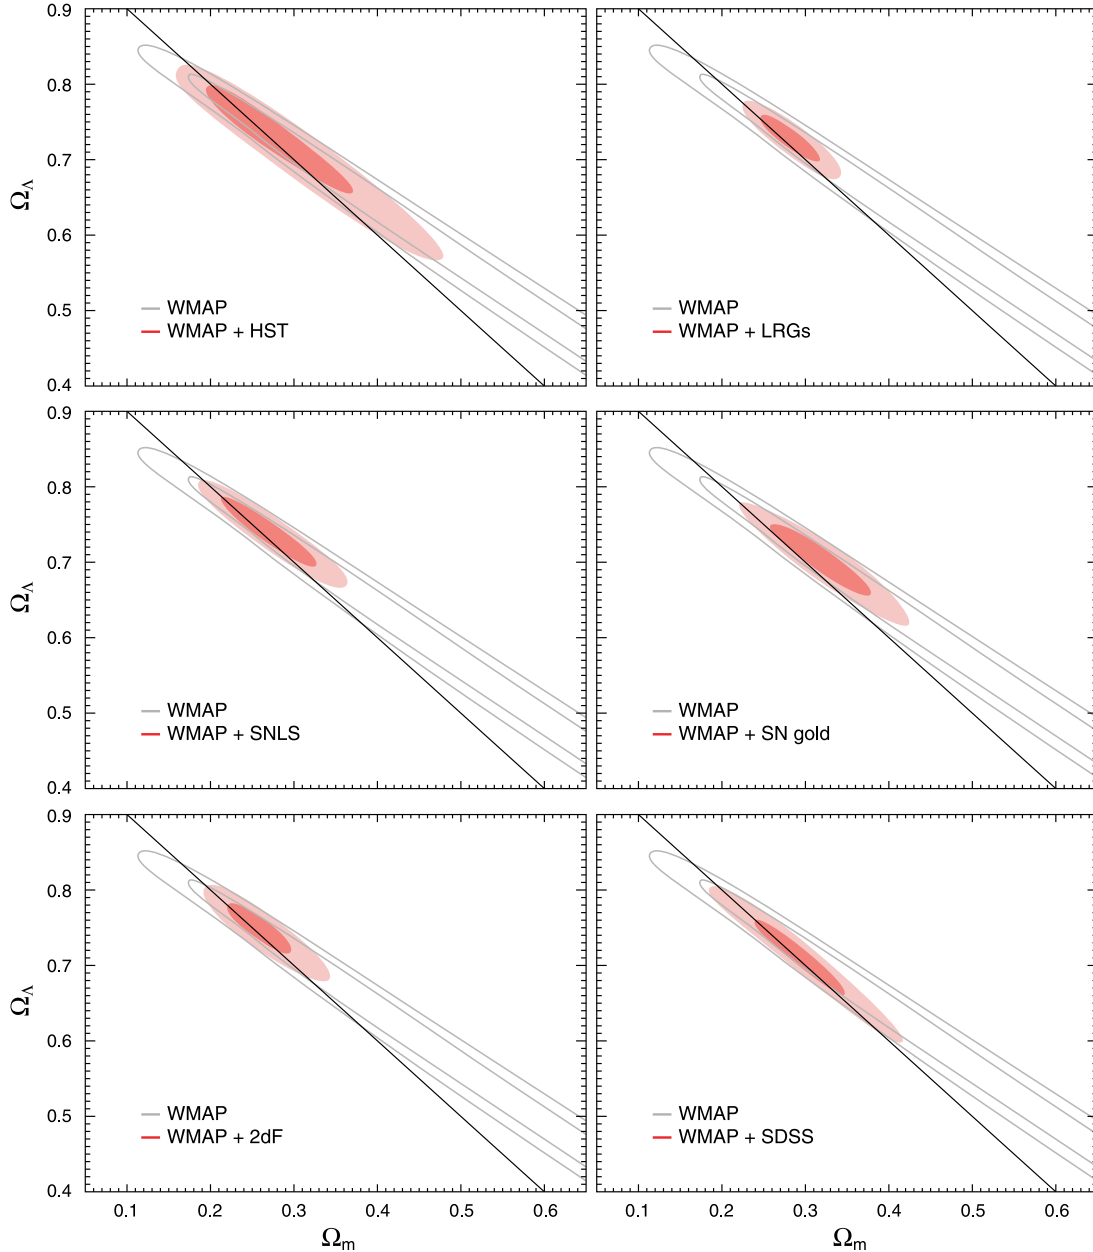 0.9
0.8
0.7
0.6
0.5
0.4
ΩΛ
WMAP
WMAP + HST
WMAP
WMAP + LRGs
0.9
0.8
0.7
0.6
0.5
0.4
ΩΛ
WMAP
WMAP + SNLS
WMAP
WMAP + SN gold
0.9
0.8
0.7
0.6
0.5
0.4
ΩΛ
WMAP
WMAP + 2dF
WMAP
WMAP + SDSS
0.1 0.2 0.3 0.4 0.5 0.6
0.1 0.2 0.3 0.4 0.5 0.6
Ωm
Ωm